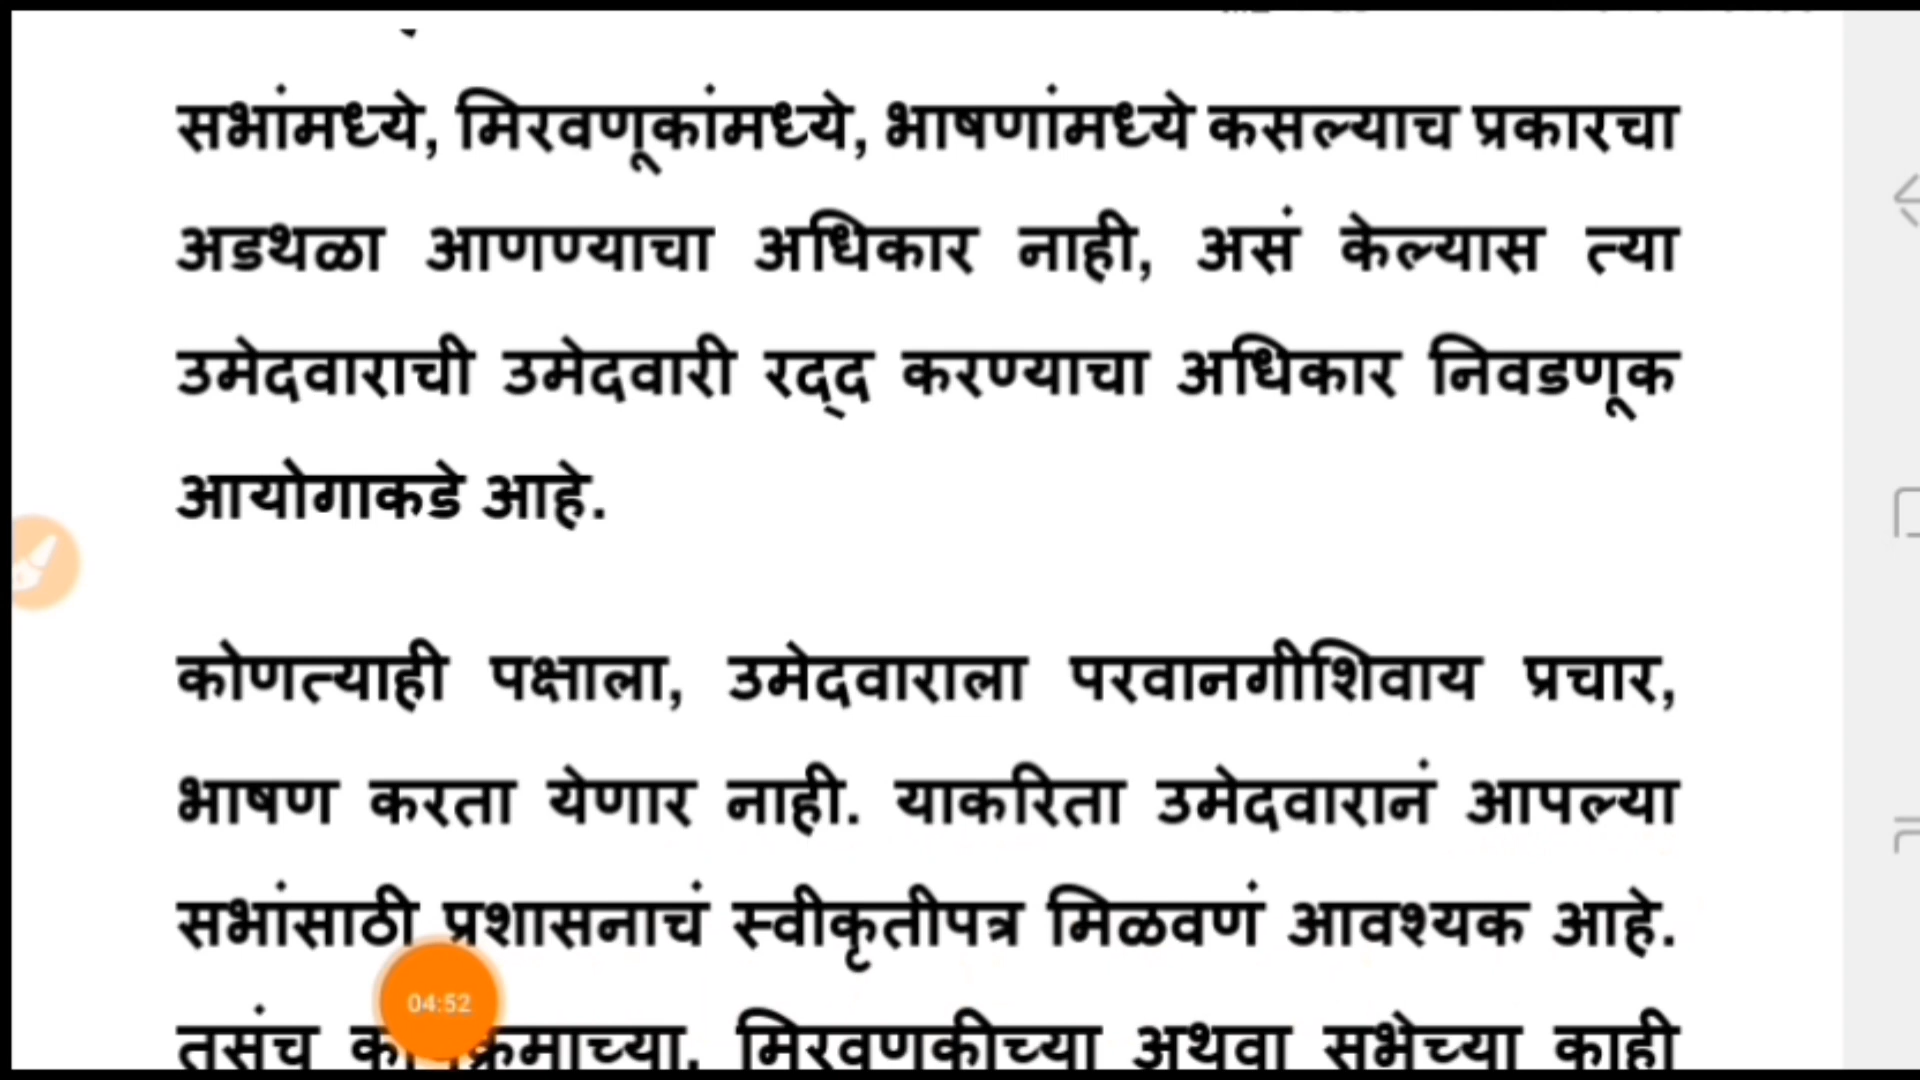 सभांमध्ये, मिरवणूकांमध्ये, भाषणांमध्ये कसल्याच प्रकारचा
अडथळा आणण्याचा अधिकार नाही, असं केल्यास त्या
उमेदवाराची उमेदवारी रद्द करण्याचा अधिकार निवडणूक
आयोगाकडे आहे.
कोणत्याही पक्षाला, उमेदवाराला परवानगीशिवाय प्रचार,
भाषण करता येणार नाही. याकरिता उमेदवारानं आपल्या
सभांसाठी प्रशासनाचं स्वीकृतीपत्र मिळवणं आवश्यक आहे.
04:52
तसंच मिरवणकीच्या अथवा सभेच्या काही